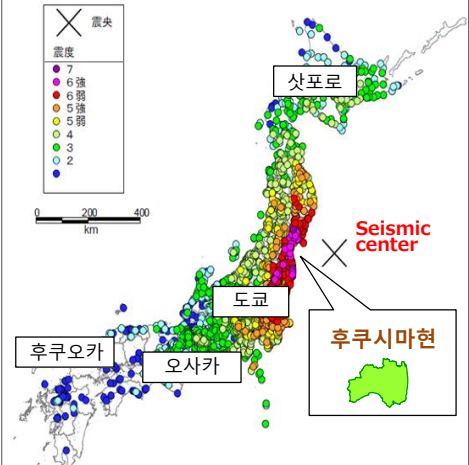 震央
震度
7
6強
6弱
5強
5弱
4
3
2
0 200 400
km
삿포로
Seismic
center
도쿄
후쿠시마현
후쿠오카
오사카